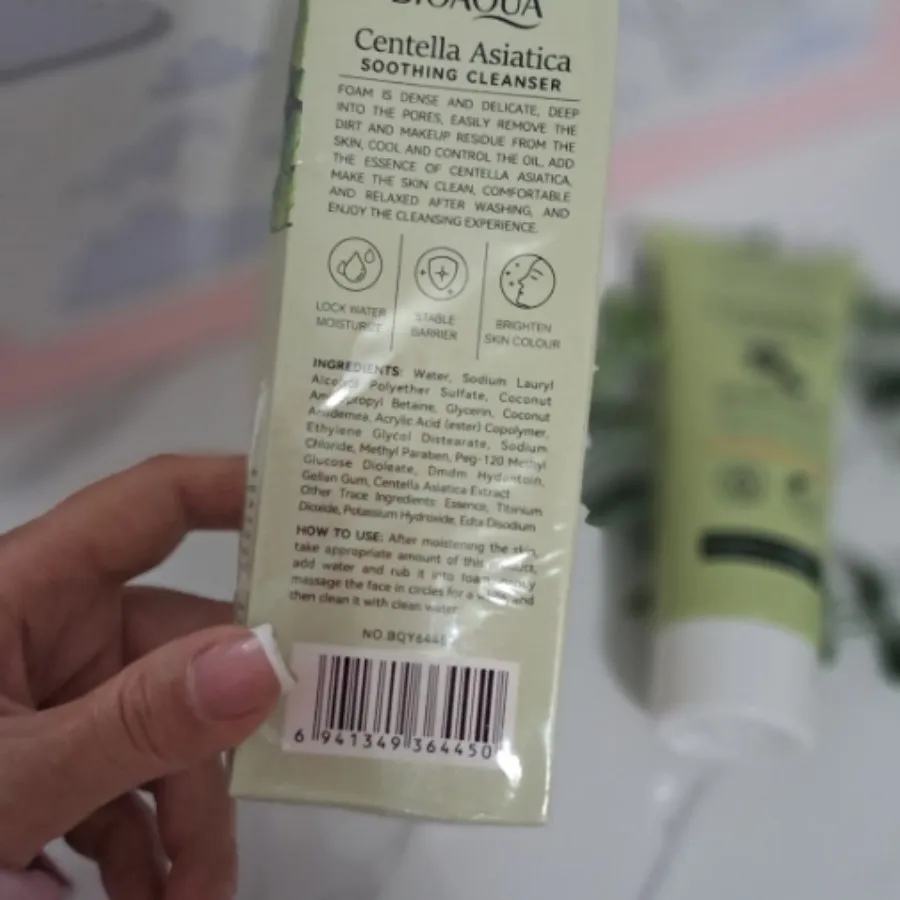 BIOAQUA
Centella Asiatica
SOOTHING CLEANSER
FOAM IS DENSE AND DELICATE, DEEP
INTO THE PORES, EASILY REMOVE THE
DIRT AND MAKEUP RESIDUE FROM THE
SKIN, COOL AND CONTROL THE OIL, ADD
THE ESSENCE OF CENTELLA ASIATICA,
MAKE THE SKIN CLEAN, COMFORTABLE
AND RELAXED AFTER WASHING, AND
ENJOY THE CLEANSING EXPERIENCE.
LOCK WATER
MOISTURIZE
STABLE
BARRIER
BRIGHTEN
SKIN COLOUR
INGREDIENTS: Water, Sodium Lauryl
Alcohol Polyether Sulfate, Coconut
Amidopropyl Betaine, Glycerin, Coconut
Anidemea, Acrylic Acid (ester) Copolymer,
Ethylene Glycol Distearate, Sodium
Chloride, Methyl Paraben, Peg-120 Methyl
Glucose Dioleate, Dmdm Hydantoin,
Gellan Gum, Centella Asiatica Extract
Other Trace Ingredients: Essence, Titanium
Dioxide, Potassium Hydroxide, Edta Disodium
HOW TO USE: After moistening the skin,
take appropriate amount of this
add water and rub it into foam,
massage the face in circles for a and
then clean it with clean water.
NO.BQY6445
6 941349 364450